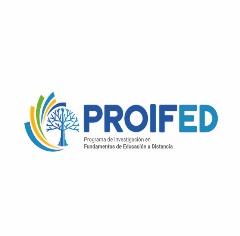 PROIFED
Programa de Investigación en
Fundamentos de Educación a Distancia